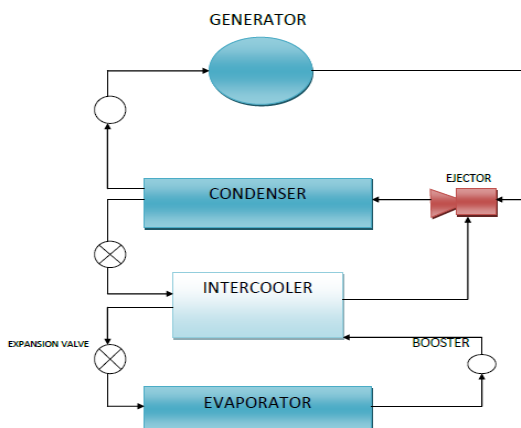 GENERATOR
EJECTOR
CONDENSER
INTERCOOLER
EXPANSION VALVE
BOOSTER
EVAPORATOR